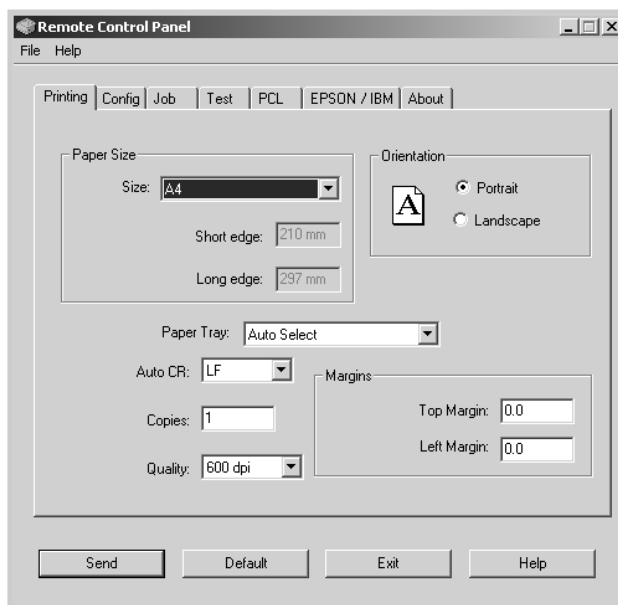 Remote Control Panel
File Help
Printing Config Job Test PCL EPSON / IBM About
Paper Size
Size: A4
Short edge: 210 mm
Long edge: 297 mm
Orientation
A
Portrait
Landscape
Paper Tray: Auto Select
Auto CR: LF
Copies: 1
Quality: 600 dpi
Margins
Top Margin: 0.0
Left Margin: 0.0
Send Default Exit Help